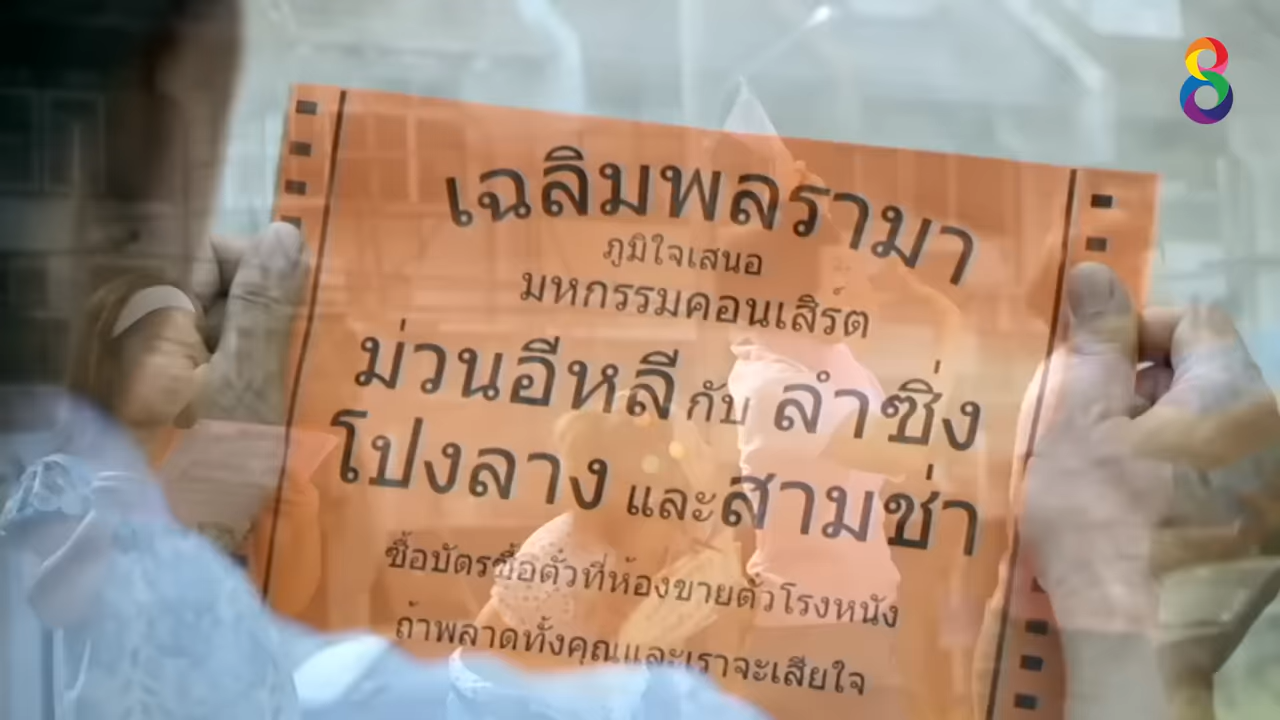 8
เฉลิมพลรามา
ภูมิใจเสนอ
มหกรรมคอนเสิร์ต
ม่วนอีหลี กับ ลำซิ่ง
โปงลาง และ สามช่า
ซื้อบัตรซื้อตั๋วที่ห้องขายตั๋วโรงหนัง
ถ้าพลาดทั้งคุณและเราจะเสียใจ